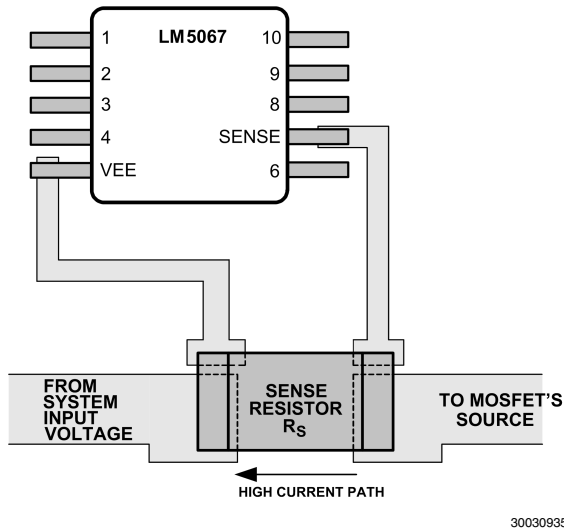 LM5067
1
10
2
9
3
8
4
SENSE
VEE
6
FROM
SYSTEM
INPUT
VOLTAGE
SENSE
RESISTOR
RS
TO MOSFET'S
SOURCE
HIGH CURRENT PATH
30030935